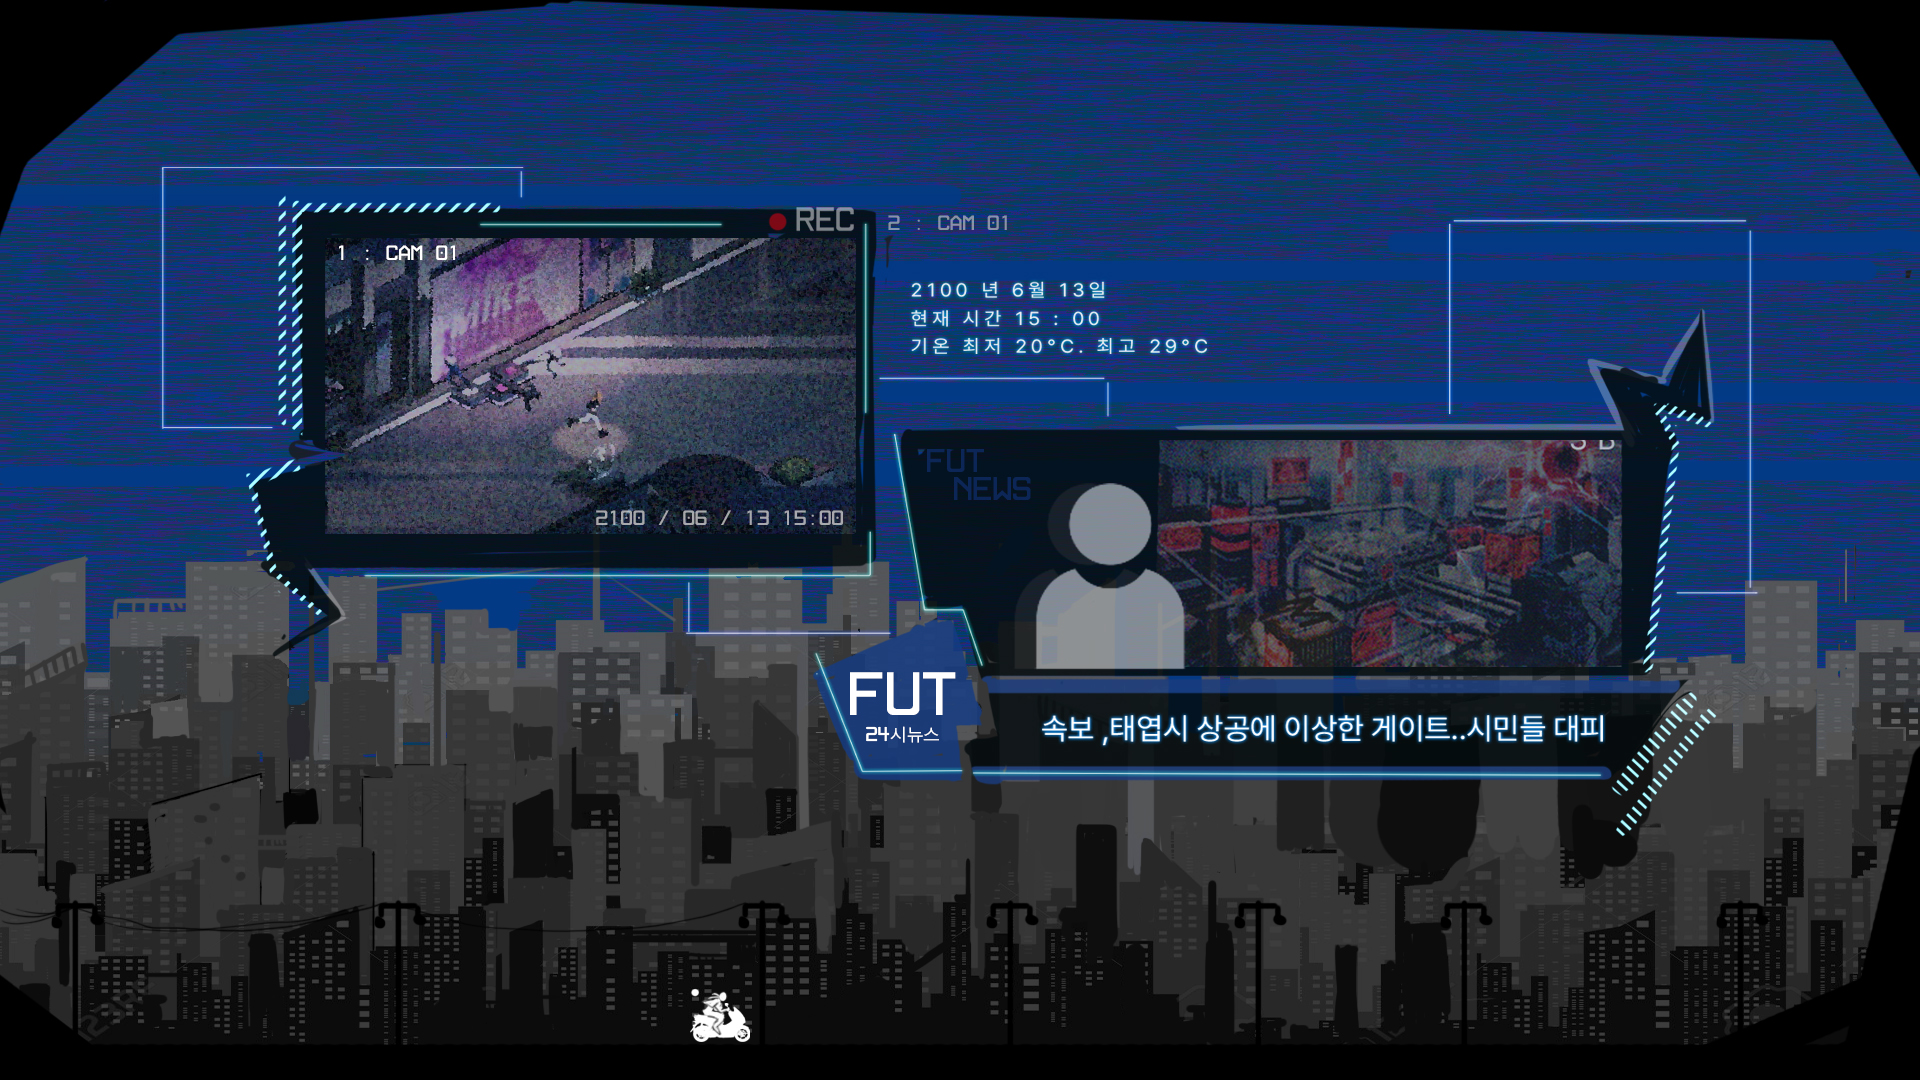 REC
1 : CAM 01
2 : CAM 01
MIKE
2100 년 6월 13일
현재 시간 15 : 00
기온 최저 20°C. 최고 29°C
2100 / 06 / 13 15:00
FUT
NEWS
FUT
24시뉴스
속보 ,태엽시 상공에 이상한 게이트..시민들 대피